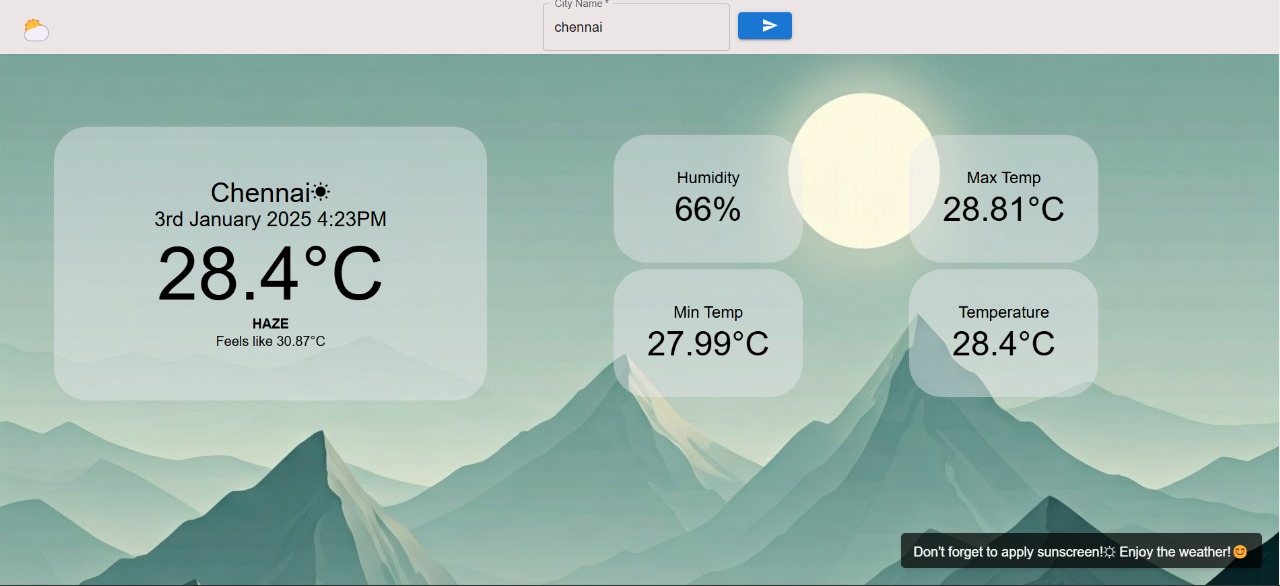 City Name *
chennai
Chennai☀
3rd January 2025 4:23PM
28.4°C
HAZE
Feels like 30.87°C
Humidity
66%
Max Temp
28.81°C
Min Temp
27.99°C
Temperature
28.4°C
Don't forget to apply sunscreen!☼ Enjoy the weather!😊